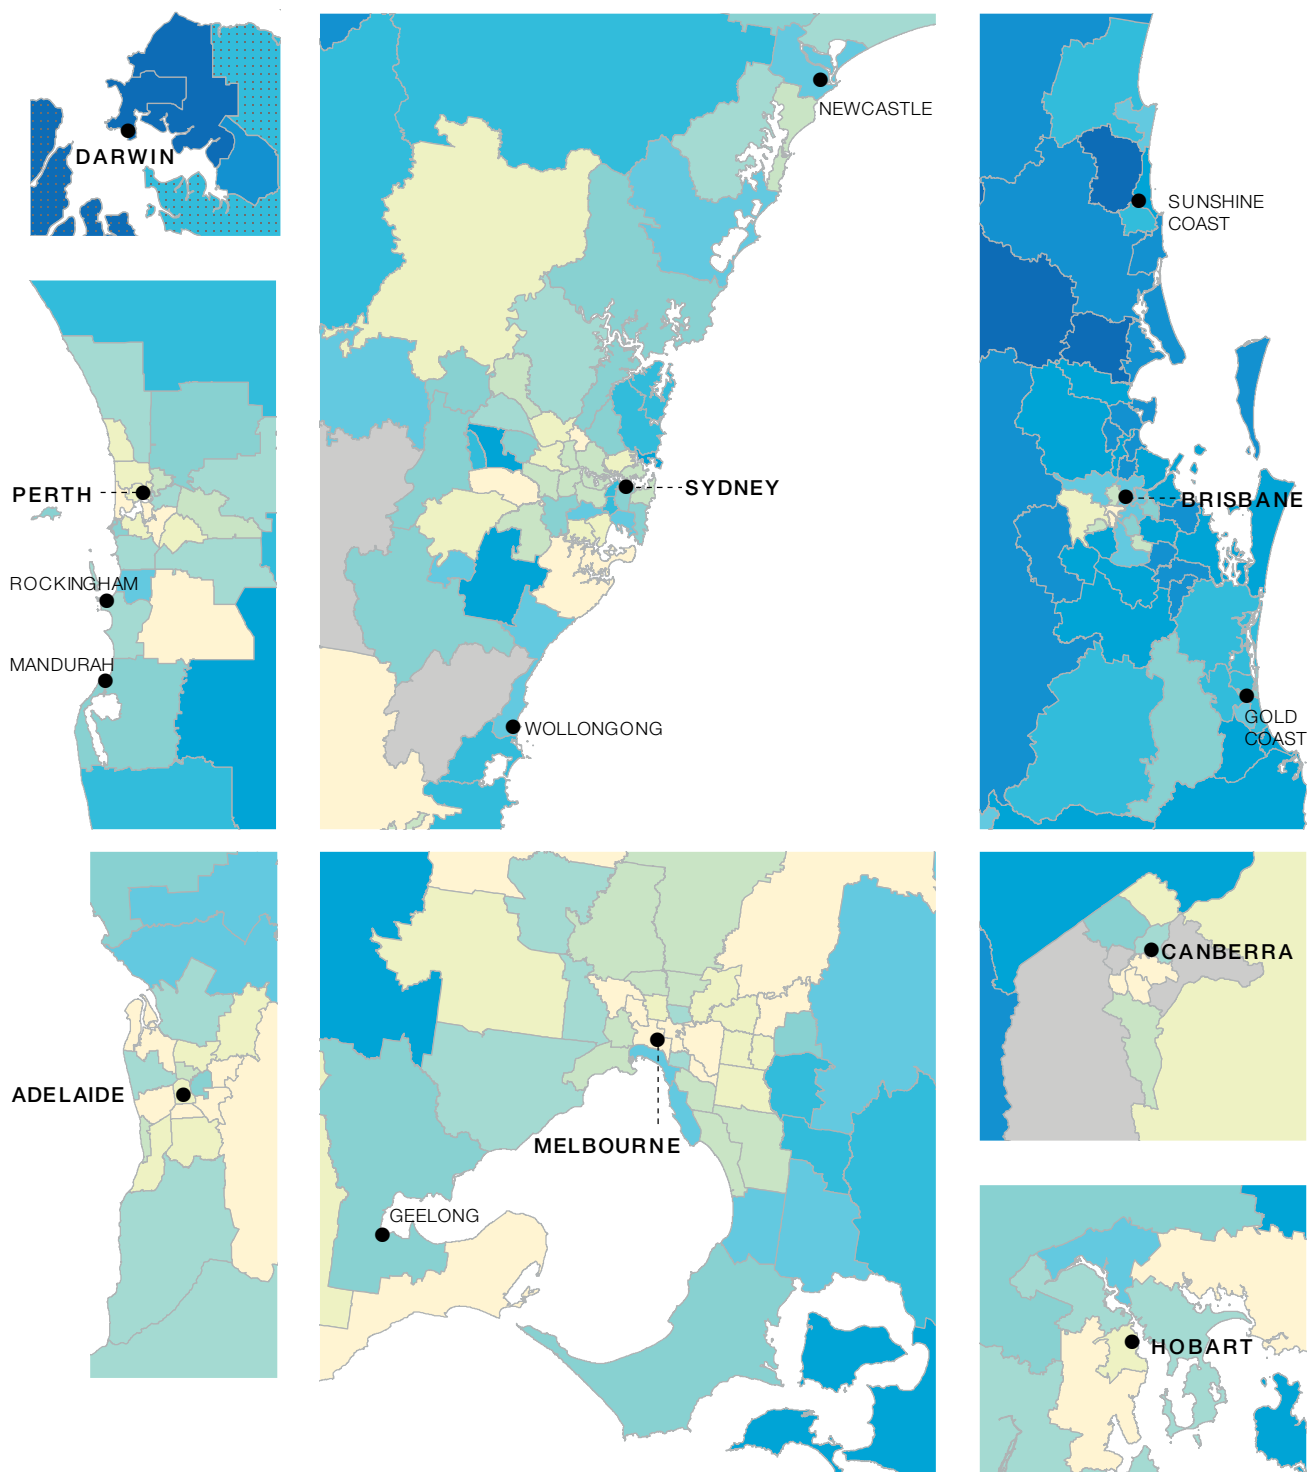 NEWCASTLE
DARWIN
SUNSHINE
COAST
PERTH
SYDNEY
BRISBANE
ROCKINGHAM
MANDURAH
WOLLONGONG
GOLD
COAST
CANBERRA
ADELAIDE
MELBOURNE
GEELONG
HOBART